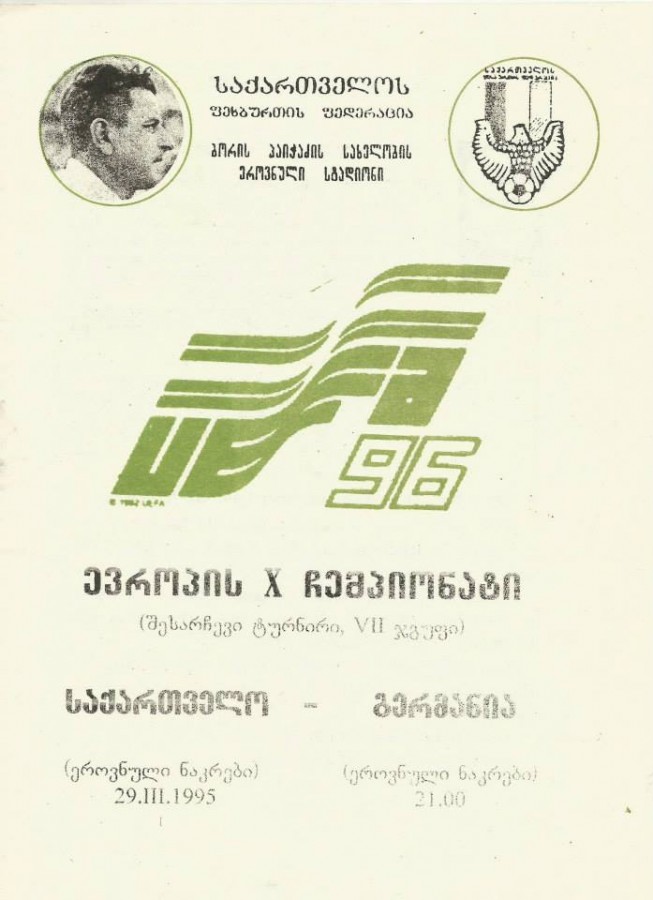 საქართველოს
ფეხბურთის ფედერაცია
ბორის პაიჭაძის სახელობის
ეროვნული სტადიონი
საქართველოს
UEFA 96
© 1992 UEFA
ევროპის X ჩემპიონატი
(შესარჩევი ტურნირი, VII ჯგუფი)
საქართველო - გერმანია
(ეროვნული ნაკრები) (ეროვნული ნაკრები)
29.III.1995 21.00